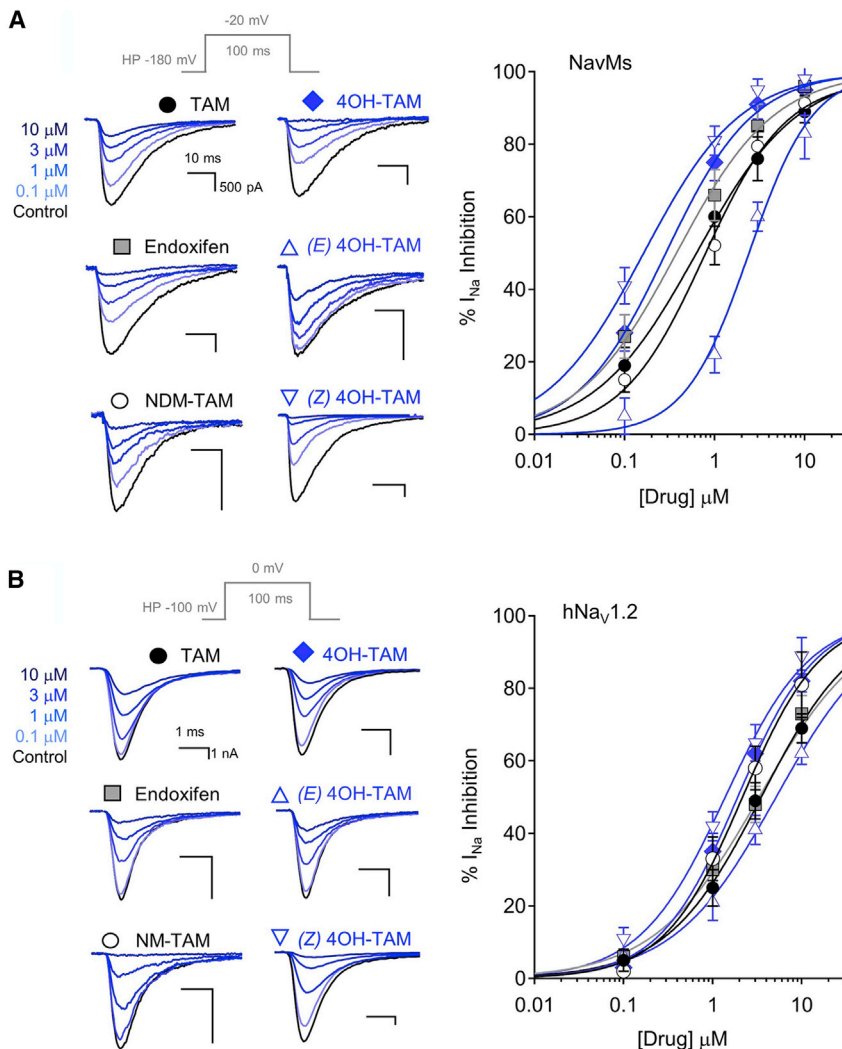 A
-20 mV
HP -180 mV
100 ms
TAM
4OH-TAM
10 μM
3 μM
1 μM
0.1 μM
Control
10 ms
500 pA
Endoxifen
(E) 4OH-TAM
NDM-TAM
(Z) 4OH-TAM
NavMs
% I_Na Inhibition
100
80
60
40
20
0
0.01 0.1 1 10
[Drug] μM
B
0 mV
HP -100 mV
100 ms
TAM
4OH-TAM
10 μM
3 μM
1 μM
0.1 μM
Control
1 ms
1 nA
Endoxifen
(E) 4OH-TAM
NM-TAM
(Z) 4OH-TAM
hNa_V1.2
% I_Na Inhibition
100
80
60
40
20
0
0.01 0.1 1 10
[Drug] μM